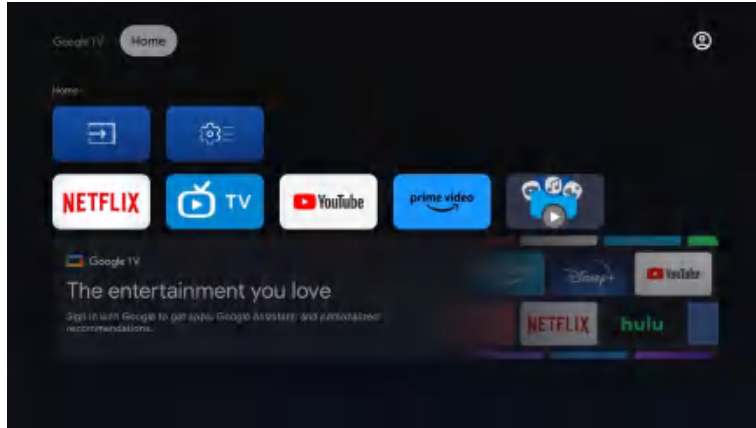 Google TV Home
Home
NETFLIX TV YouTube prime video
Google TV
The entertainment you love
Sign in with Google to get apps, Google Assistant, and personalized
recommendations.
Disney+ YouTube
NETFLIX hulu